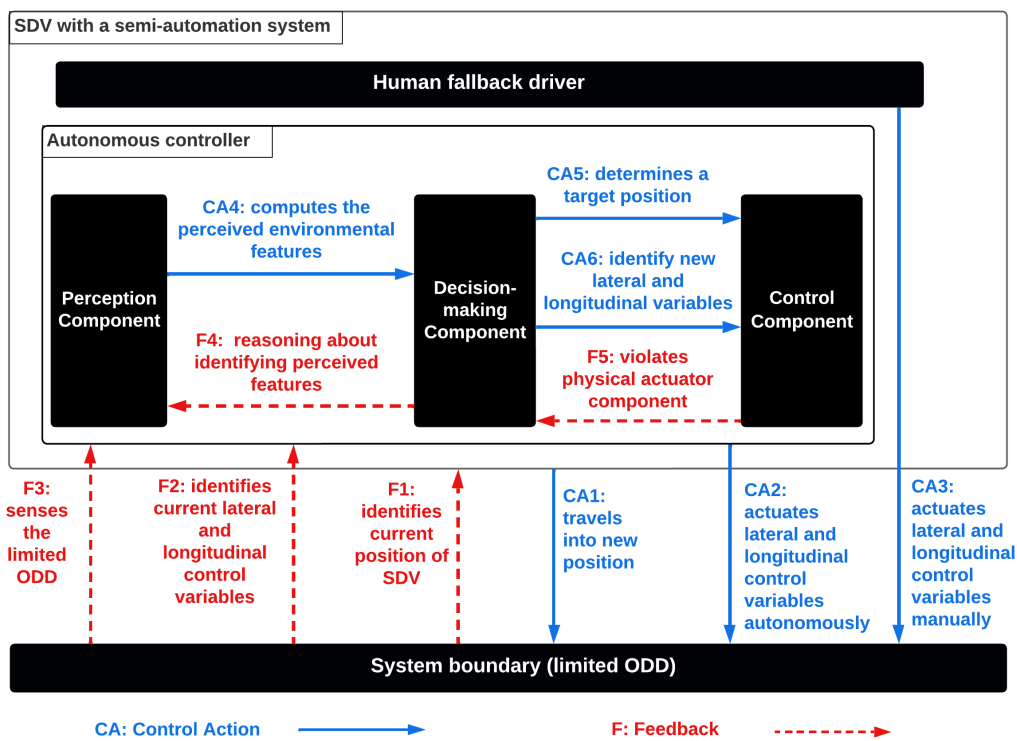 SDV with a semi-automation system
Human fallback driver
Autonomous controller
Perception
Component
CA4: computes the
perceived environmental
features
F4:  reasoning about
identifying perceived
features
Decision-
making
Component
CA5: determines a
target position
CA6: identify new
lateral and
longitudinal variables
F5: violates
physical actuator
component
Control
Component
F3:
senses
the
limited
ODD
F2: identifies
current lateral
and
longitudinal
control
variables
F1:
identifies
current
position of
SDV
CA1:
travels
into new
position
CA2:
actuates
lateral and
longitudinal
control
variables
autonomously
CA3:
actuates
lateral and
longitudinal
control
variables
manually
System boundary (limited ODD)
CA: Control Action
F: Feedback